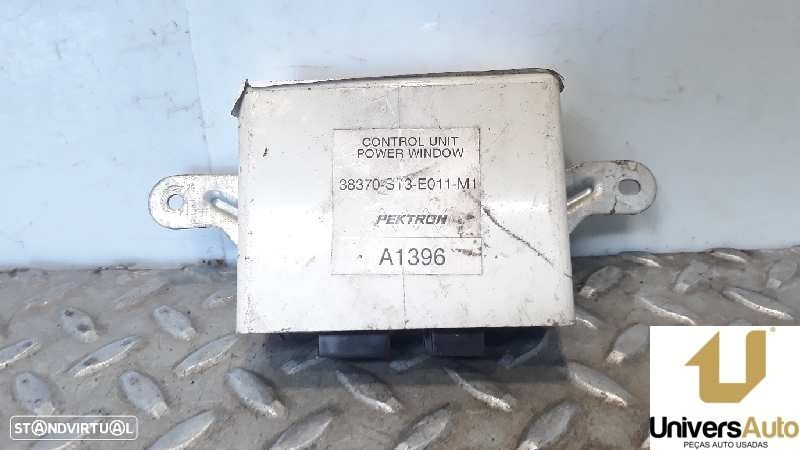 CONTROL UNIT
POWER WINDOW
38370-ST3-E011-M1
PEKTRON
A1396
STANDVIRTUAL
UniversAuto
PEÇAS AUTO USADAS